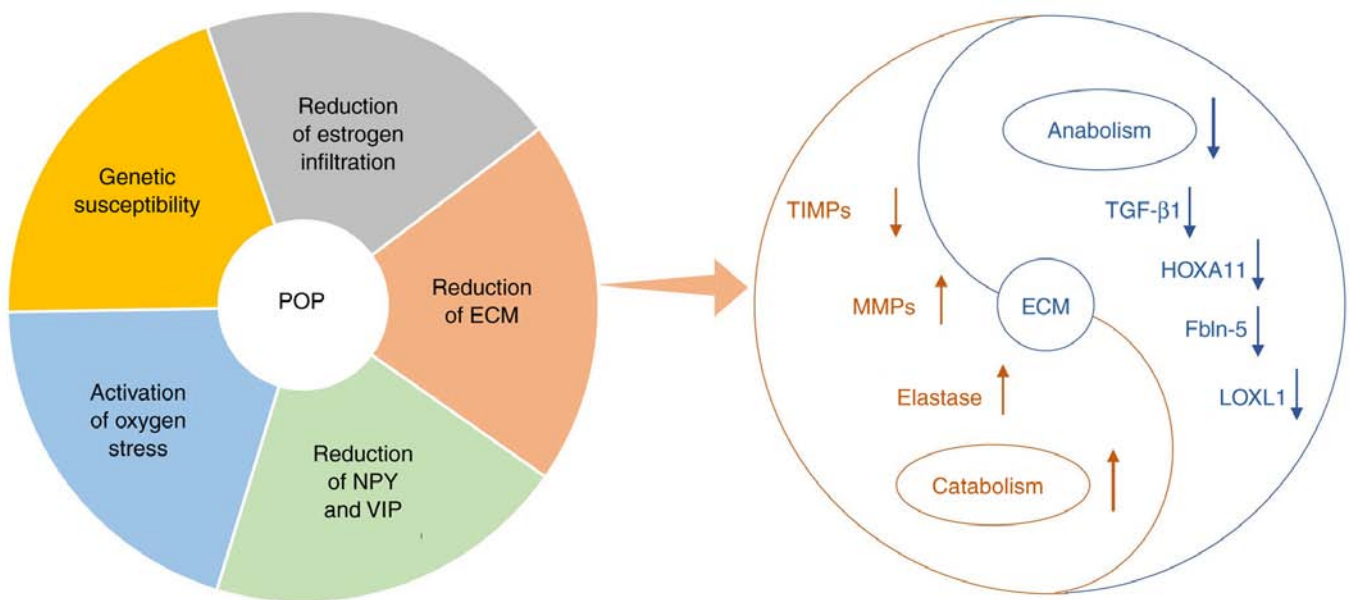 Reduction
of estrogen
infiltration
Genetic
susceptibility
POP
Reduction
of ECM
Activation
of oxygen
stress
Reduction
of NPY
and VIP
Anabolism
TIMPs
TGF-β1
HOXA11
MMPs
ECM
Fbln-5
Elastase
LOXL1
Catabolism